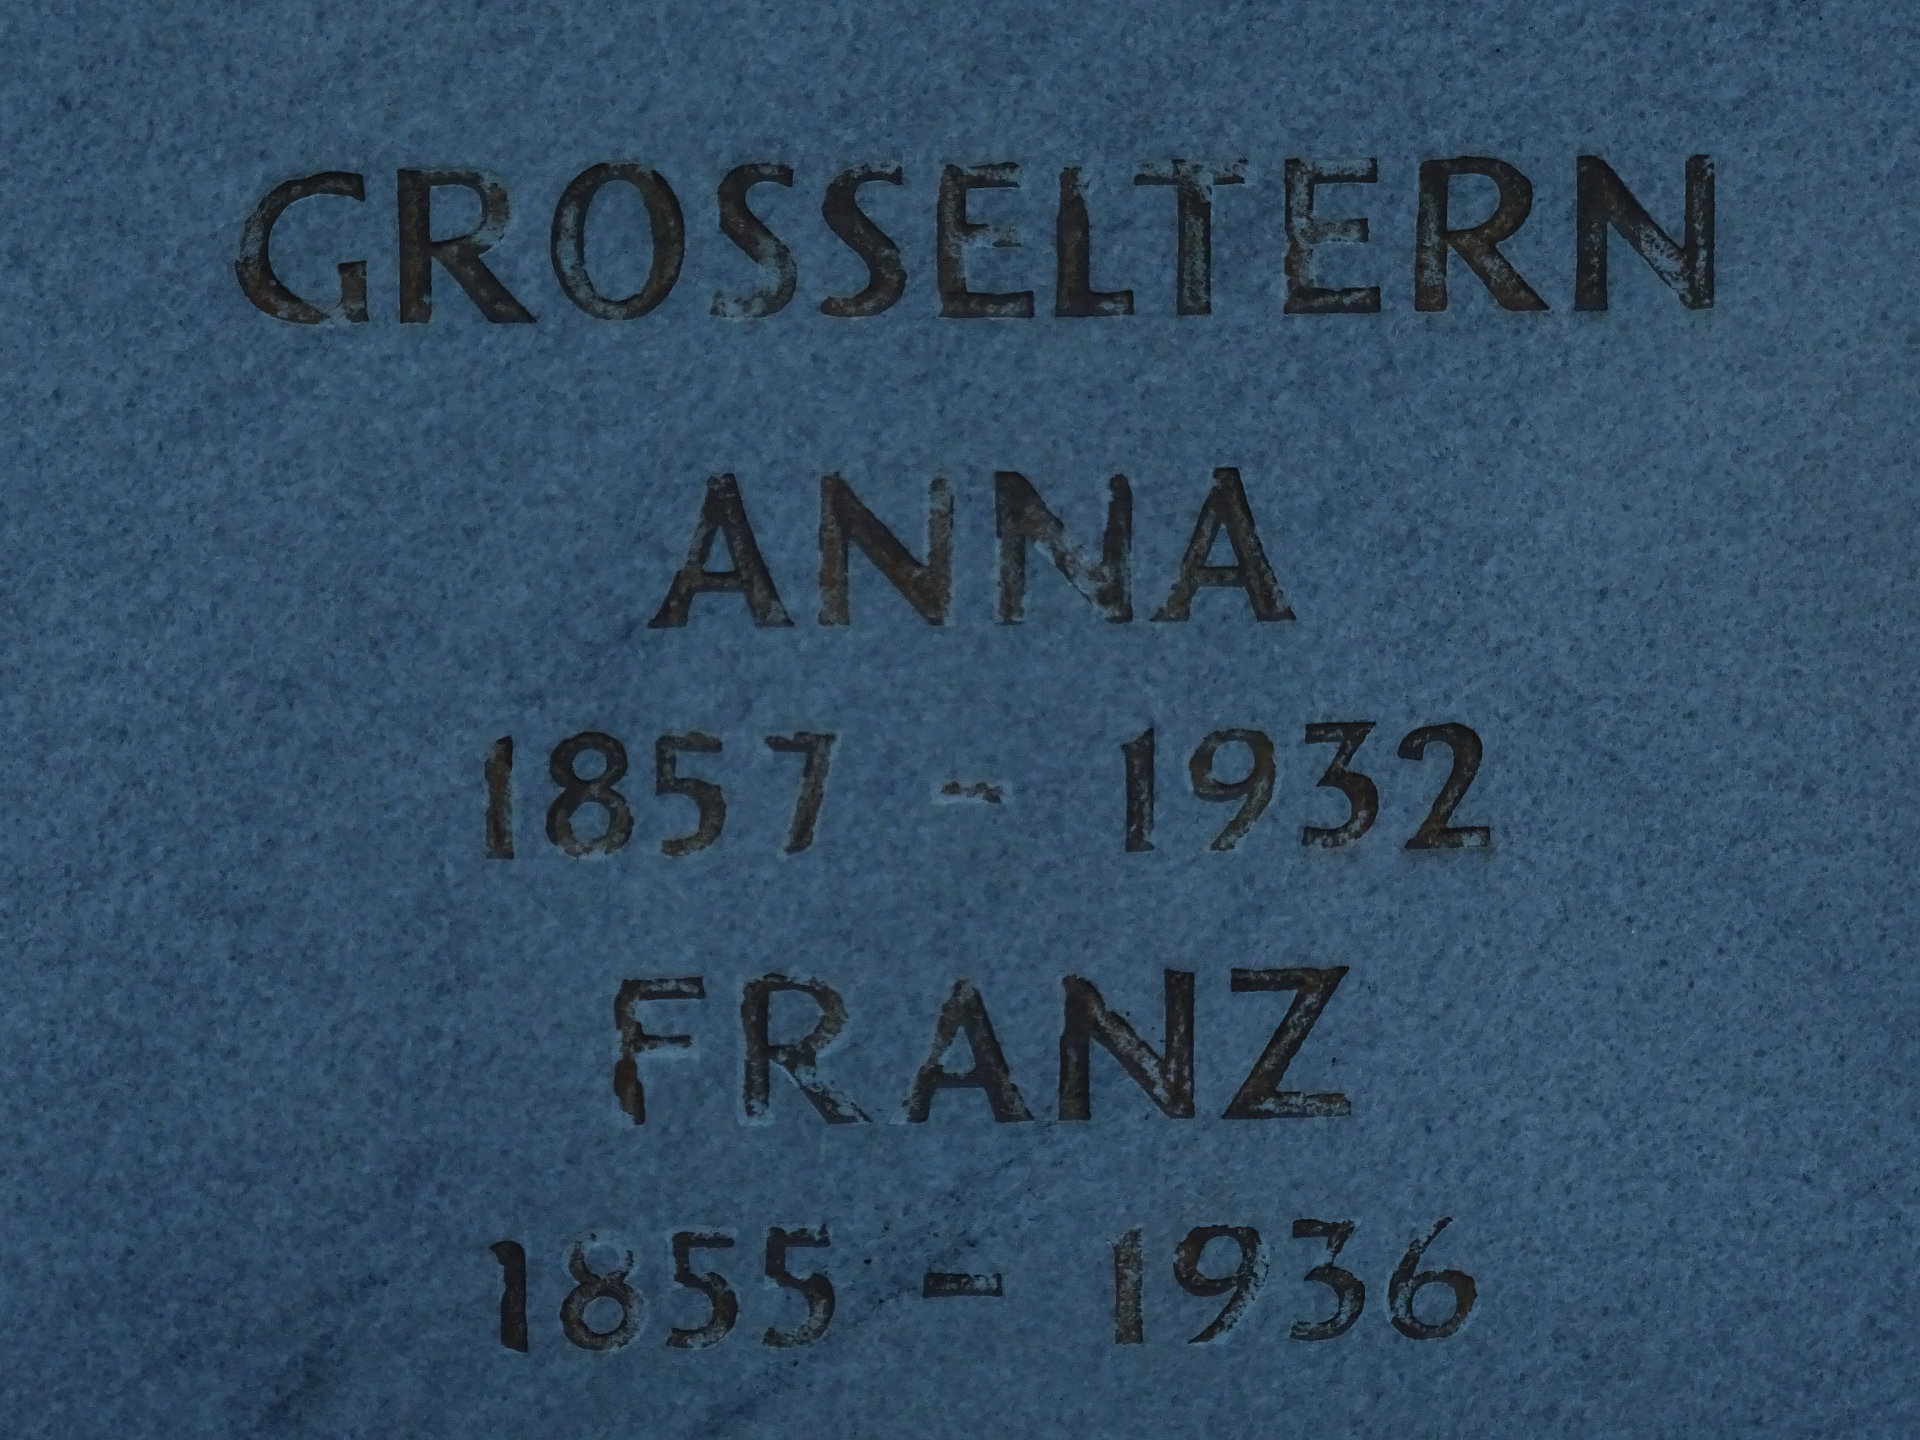 GROSSELTERN
ANNA
1857 - 1932
FRANZ
1855 - 1936